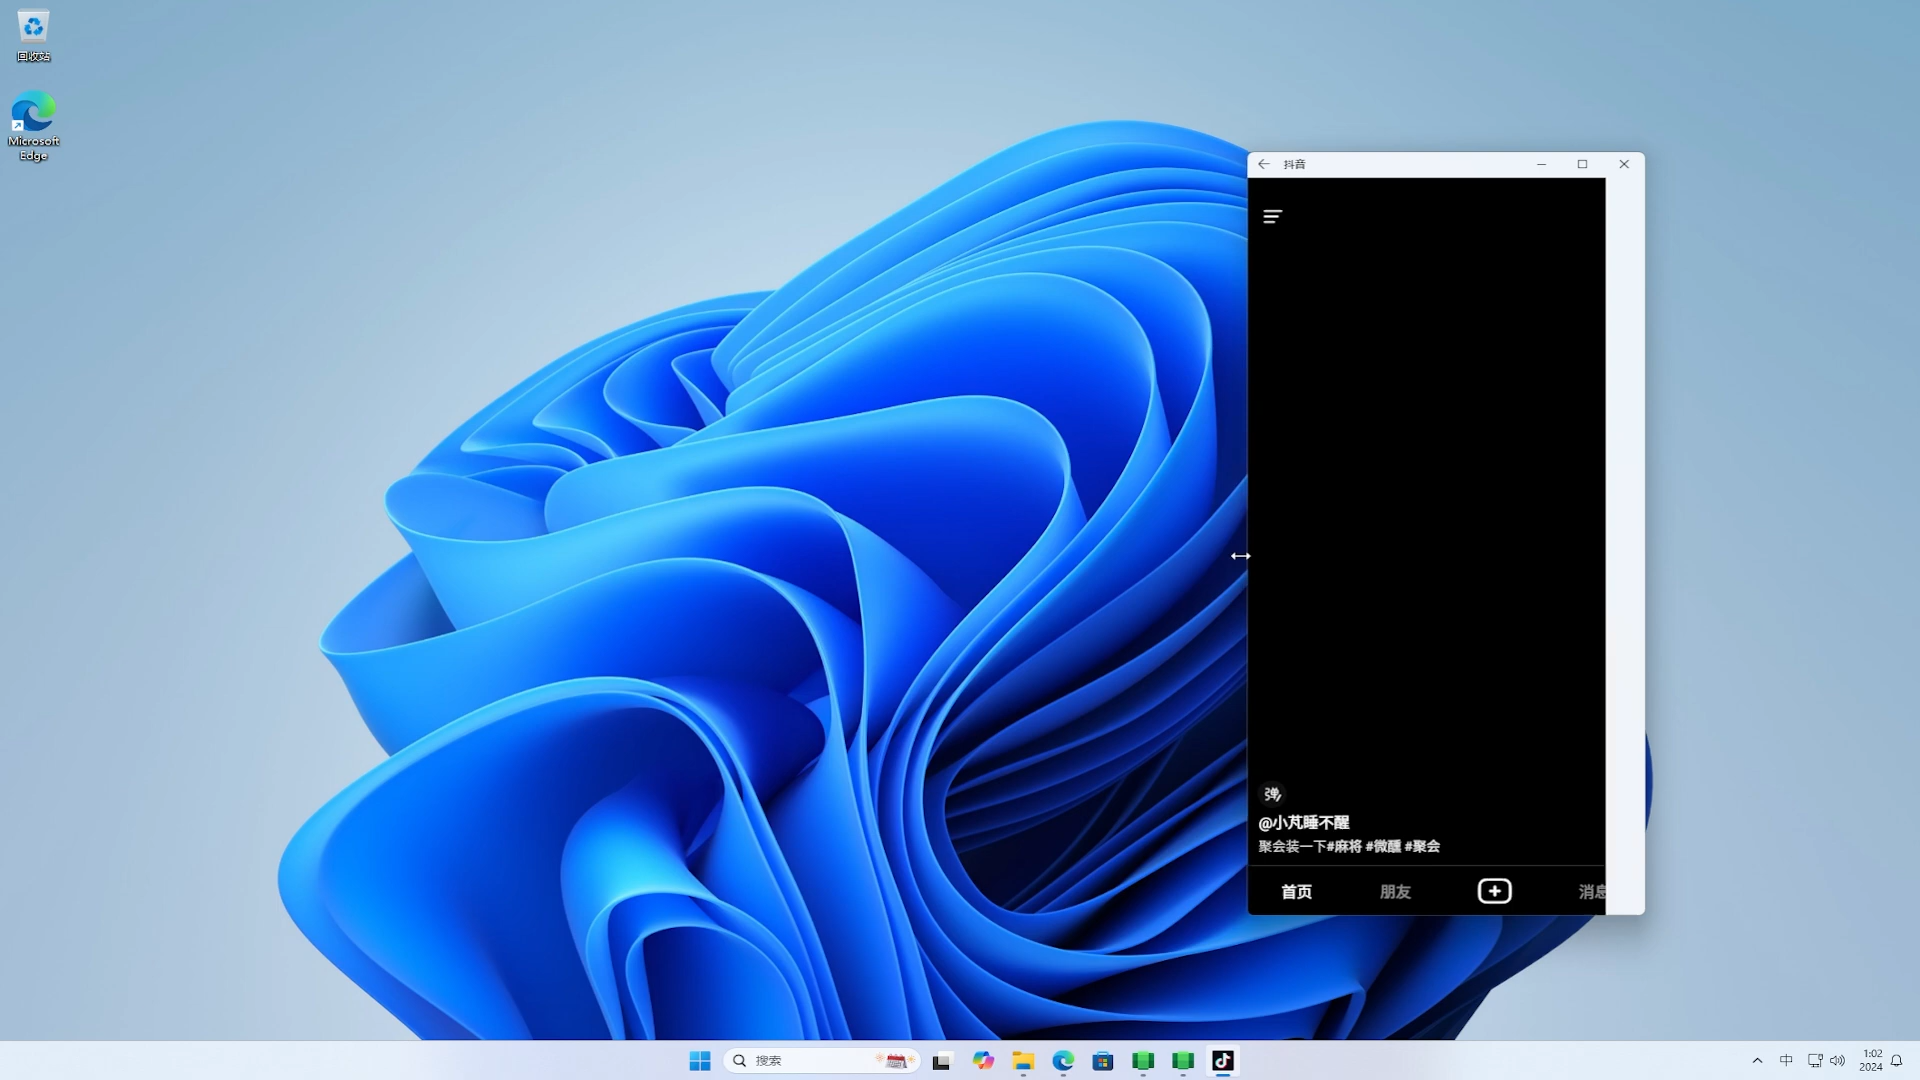 回收站
Microsoft
Edge
抖音
弹
@小芃睡不醒
聚会装一下#麻将 #微醺 #聚会
首页
朋友
消息
搜索
中
1:02
2024